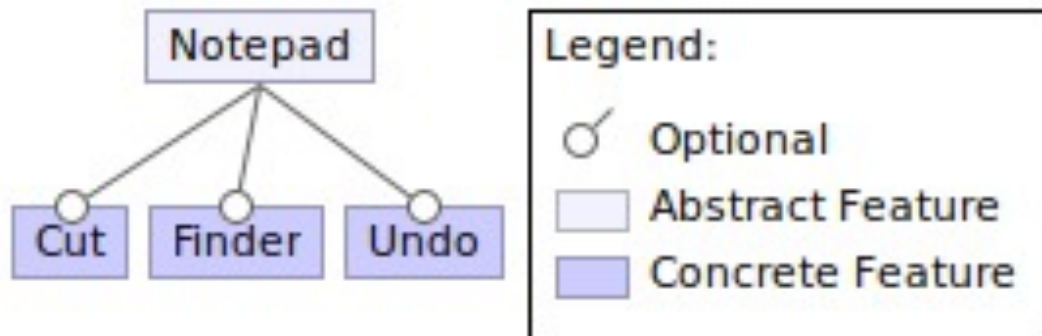 Notepad
Cut
Finder
Undo
Legend:
Optional
Abstract Feature
Concrete Feature